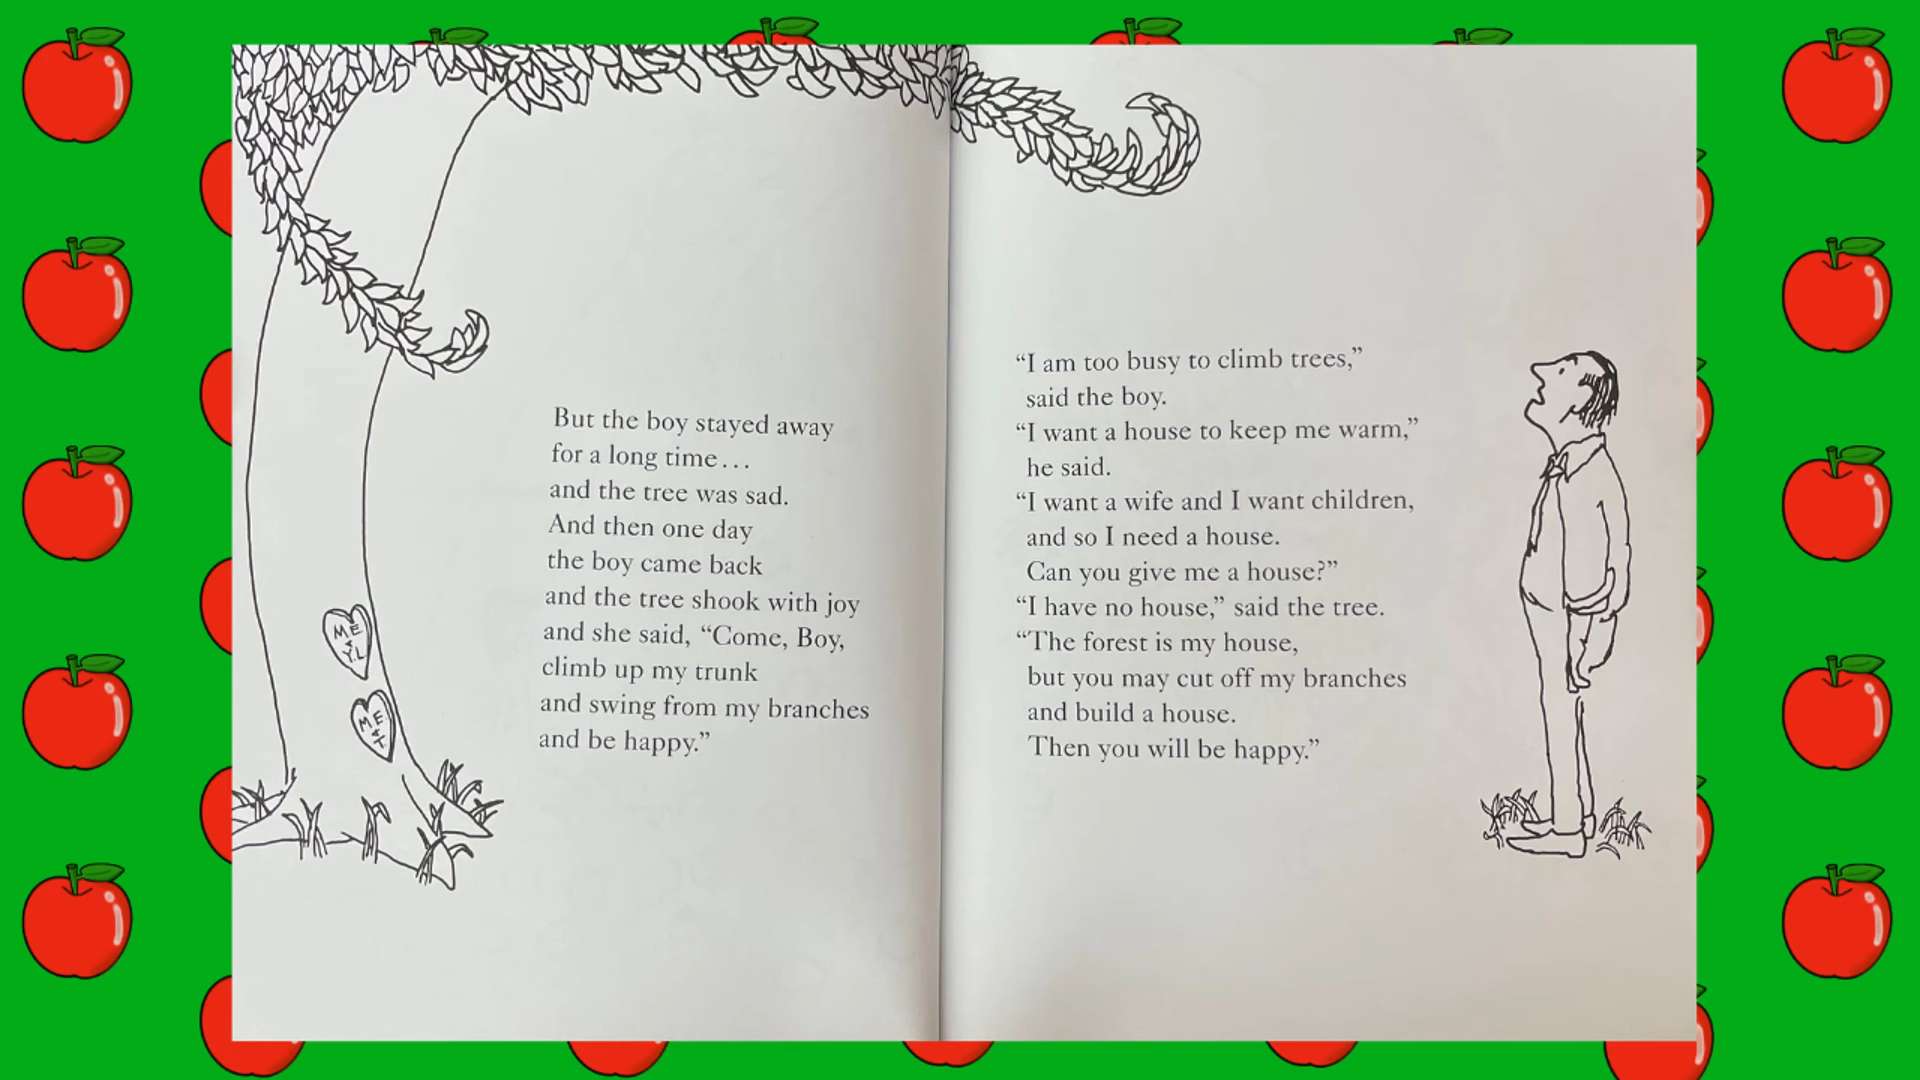 ME
+
Y.L.
ME
+
T
But the boy stayed away
for a long time...
and the tree was sad.
And then one day
the boy came back
and the tree shook with joy
and she said, “Come, Boy,
climb up my trunk
and swing from my branches
and be happy.”
“I am too busy to climb trees,”
said the boy.
“I want a house to keep me warm,”
he said.
“I want a wife and I want children,
and so I need a house.
Can you give me a house?”
“I have no house,” said the tree.
“The forest is my house,
but you may cut off my branches
and build a house.
Then you will be happy.”